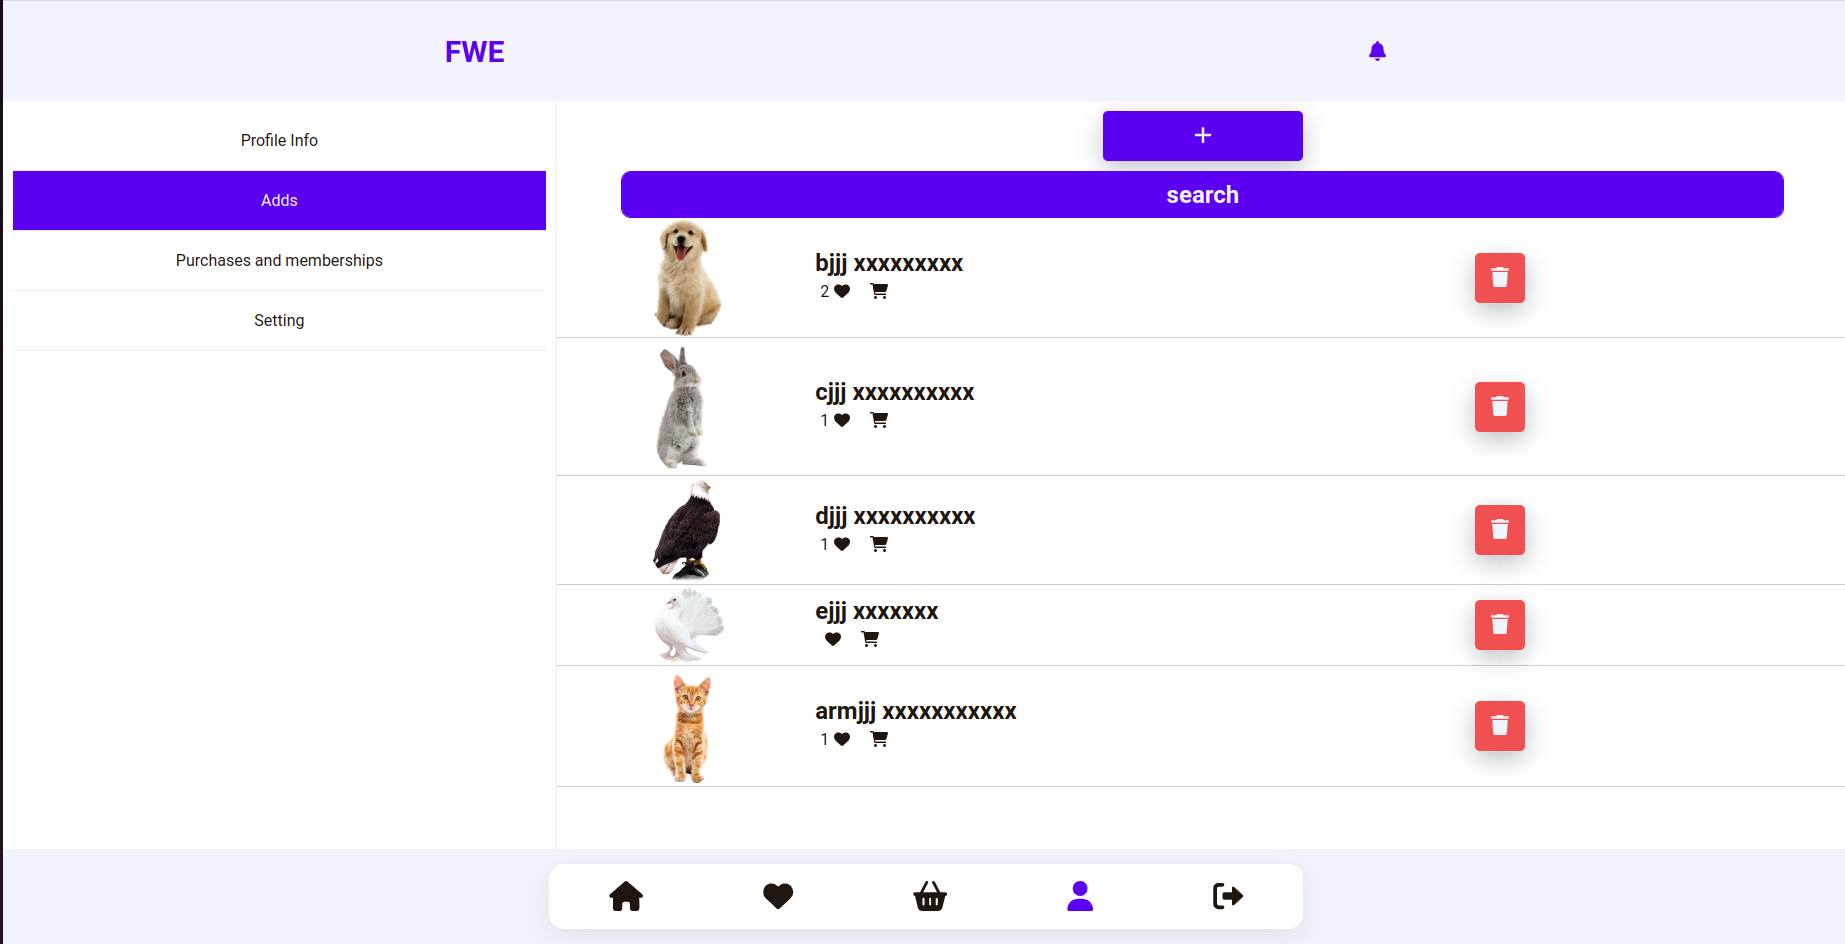 FWE
Profile Info
Adds
Purchases and memberships
Setting
+
search
bjjj xxxxxxxxx
2
cjjj xxxxxxxxxx
1
djjj xxxxxxxxxx
1
ejjj xxxxxxx
armjjj xxxxxxxxxxx
1